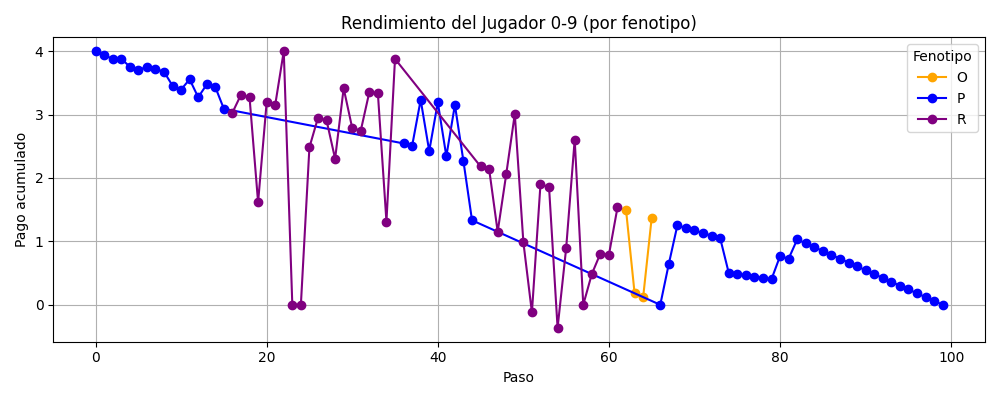 Rendimiento del Jugador 0-9 (por fenotipo)
Pago acumulado
4
3
2
1
0
Fenotipo
O
P
R
0 20 40 60 80 100
Paso